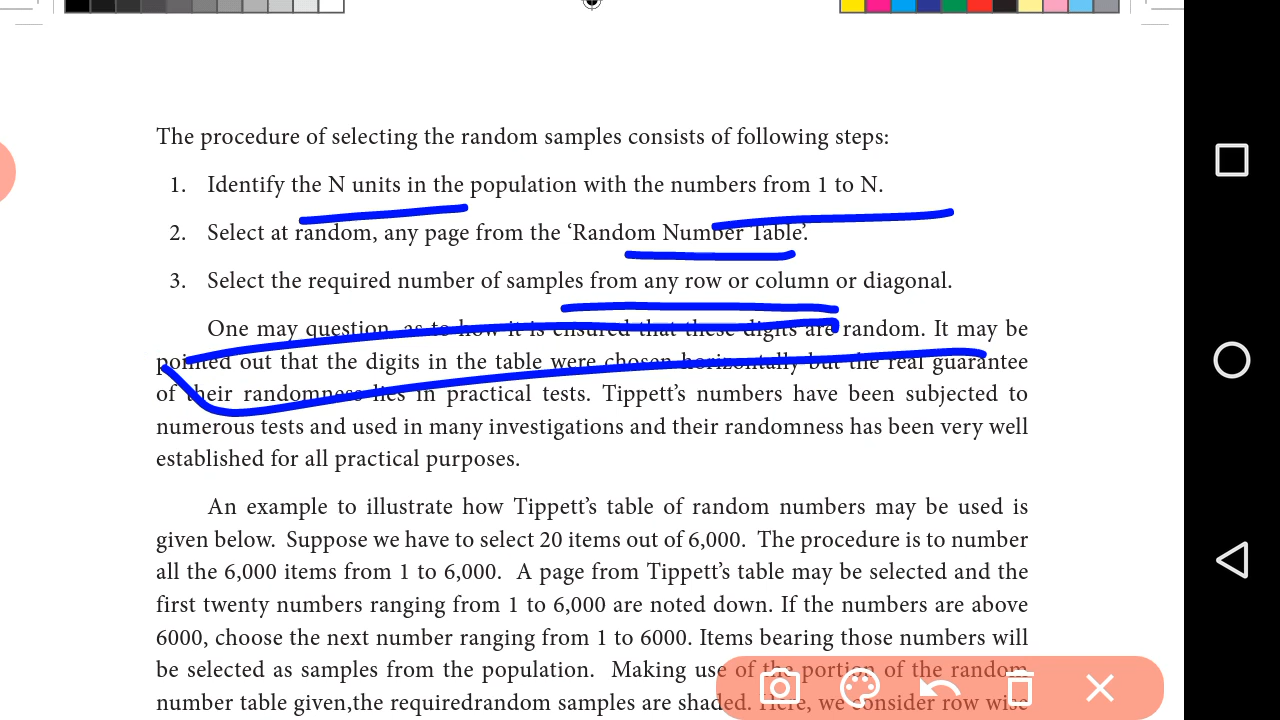 The procedure of selecting the random samples consists of following steps:
1. Identify the N units in the population with the numbers from 1 to N.
2. Select at random, any page from the ‘Random Number Table’.
3. Select the required number of samples from any row or column or diagonal.
One may question, as to how it is ensured that these digits are random. It may be
pointed out that the digits in the table were chosen horizontally but the real guarantee
of their randomness lies in practical tests. Tippett’s numbers have been subjected to
numerous tests and used in many investigations and their randomness has been very well
established for all practical purposes.
An example to illustrate how Tippett’s table of random numbers may be used is
given below. Suppose we have to select 20 items out of 6,000. The procedure is to number
all the 6,000 items from 1 to 6,000. A page from Tippett’s table may be selected and the
first twenty numbers ranging from 1 to 6,000 are noted down. If the numbers are above
6000, choose the next number ranging from 1 to 6000. Items bearing those numbers will
be selected as samples from the population. Making use of the portion of the random
number table given,the requiredrandom samples are shaded. Here, we consider row wise